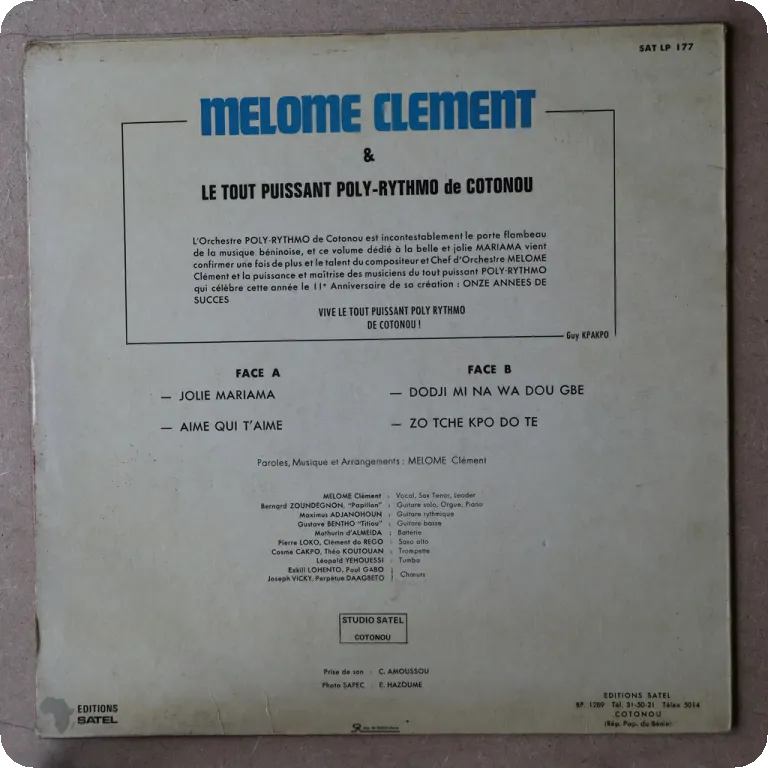 SAT LP 177
MELOME CLEMENT
&
LE TOUT PUISSANT POLY-RYTHMO de COTONOU
L'Orchestre POLY-RYTHMO de Cotonou est incontestablement le porte flambeau
de la musique béninoise, et ce volume dédié à la belle et jolie MARIAMA vient
confirmer une fois de plus et le talent du compositeur et Chef d'Orchestre MELOME
Clément et la puissance et maîtrise des musiciens du tout puissant POLY-RYTHMO
qui célèbre cette année le 11e Anniversaire de sa création : ONZE ANNEES DE
SUCCES
VIVE LE TOUT PUISSANT POLY RYTHMO
DE COTONOU !
Guy KPAKPO
FACE A
— JOLIE MARIAMA
— AIME QUI T'AIME
FACE B
— DODJI MI NA WA DOU GBE
— ZO TCHE KPO DO TE
Paroles, Musique et Arrangements : MELOME Clément
MELOME Clément : Vocal, Sax Tenor, Leader
Bernard ZOUNDEGNON, "Papillon" : Guitare solo, Orgue, Piano
Maximus ADJANOHOUN : Guitare rythmique
Gustave BENTHO "Titiou" : Guitare basse
Mathurin d'ALMEIDA : Batterie
Pierre LOKO, Clément do REGO : Saxo alto
Cosme CAKPO, Théo KOUTOUAN : Trompette
Léopold YEHOUESSI : Tumba
Eskill LOHENTO, Paul GABO
Joseph VICKY, Perpétue DAAGBETO
Chœurs
STUDIO SATEL
COTONOU
Prise de son : C. AMOUSSOU
Photo SAPEC : E. HAZOUME
EDITIONS
SATEL
EDITIONS SATEL
BP. 1289 Tél. 31-50-21 Télex 5014
COTONOU
(Rép. Pop. du Bénin)